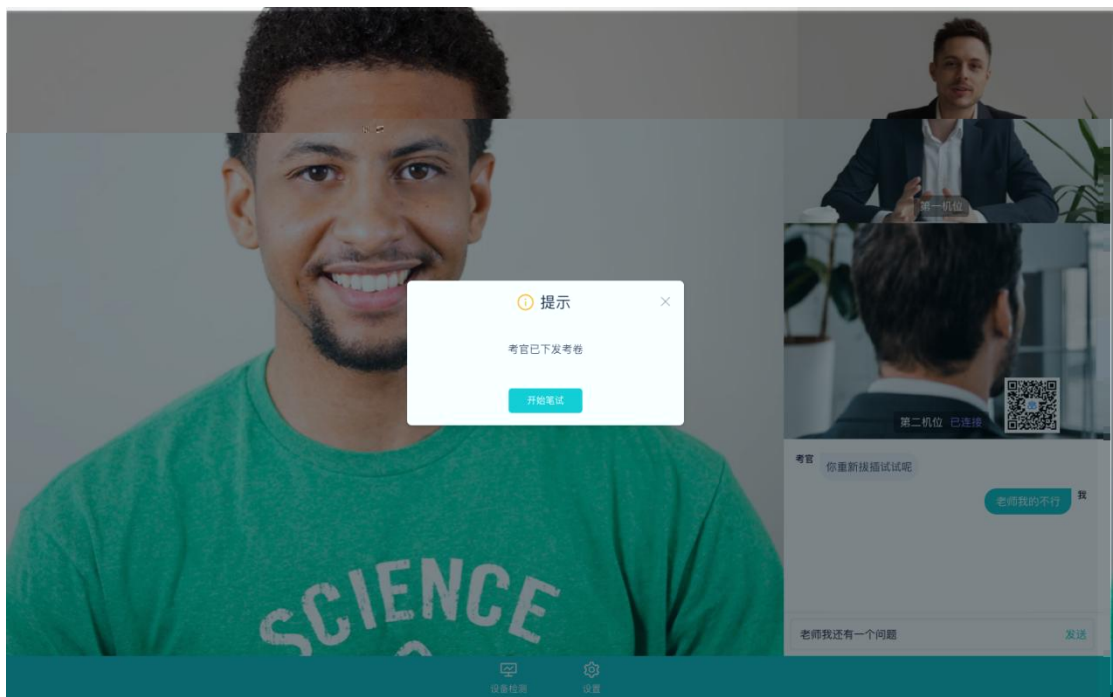 第一机位
提示
考官已下发考卷
开始笔试
第二机位 已连接
考官
你重新拔插试试呢
我
老师我的不行
SCIENCE
老师我还有一个问题 发送
设备检测 设置